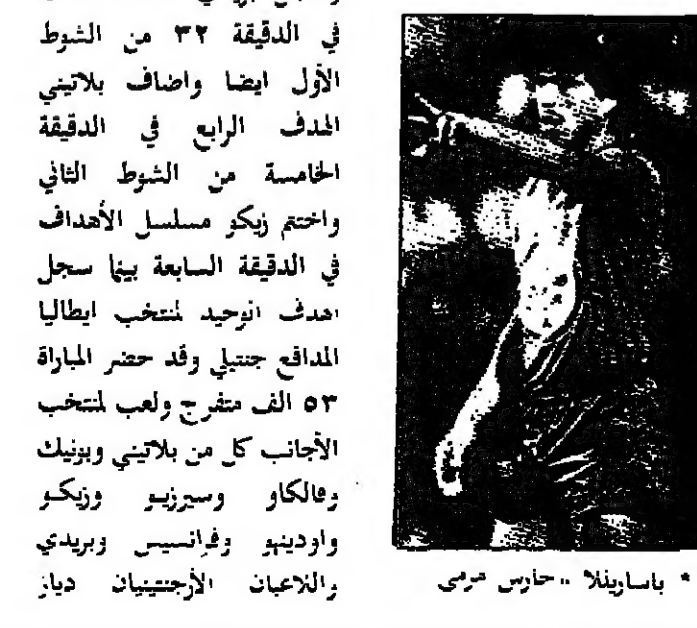 في الدقيقة ٣٢ من الشوط
الأول ايضا واضاف بلاتيني
الهدف الرابع في الدقيقة
الخامسة من الشوط الثاني
واختتم زيكو مسلسل الأهداف
في الدقيقة السابعة بينما سجل
اهدف الوحيد لمنتخب ايطاليا
المدافع جنتيلي وقد حضر المباراة
٥٣ الف متفرج ولعب لمنتخب
الأجانب كل من بلاتيني وبونيك
وفالكاو وسيرزيو وزيكو
واودينهو وفرانسيس وبريدي
واللاعبان الأرجنتينيان دياز
* باساريللا .. حارس مرمى